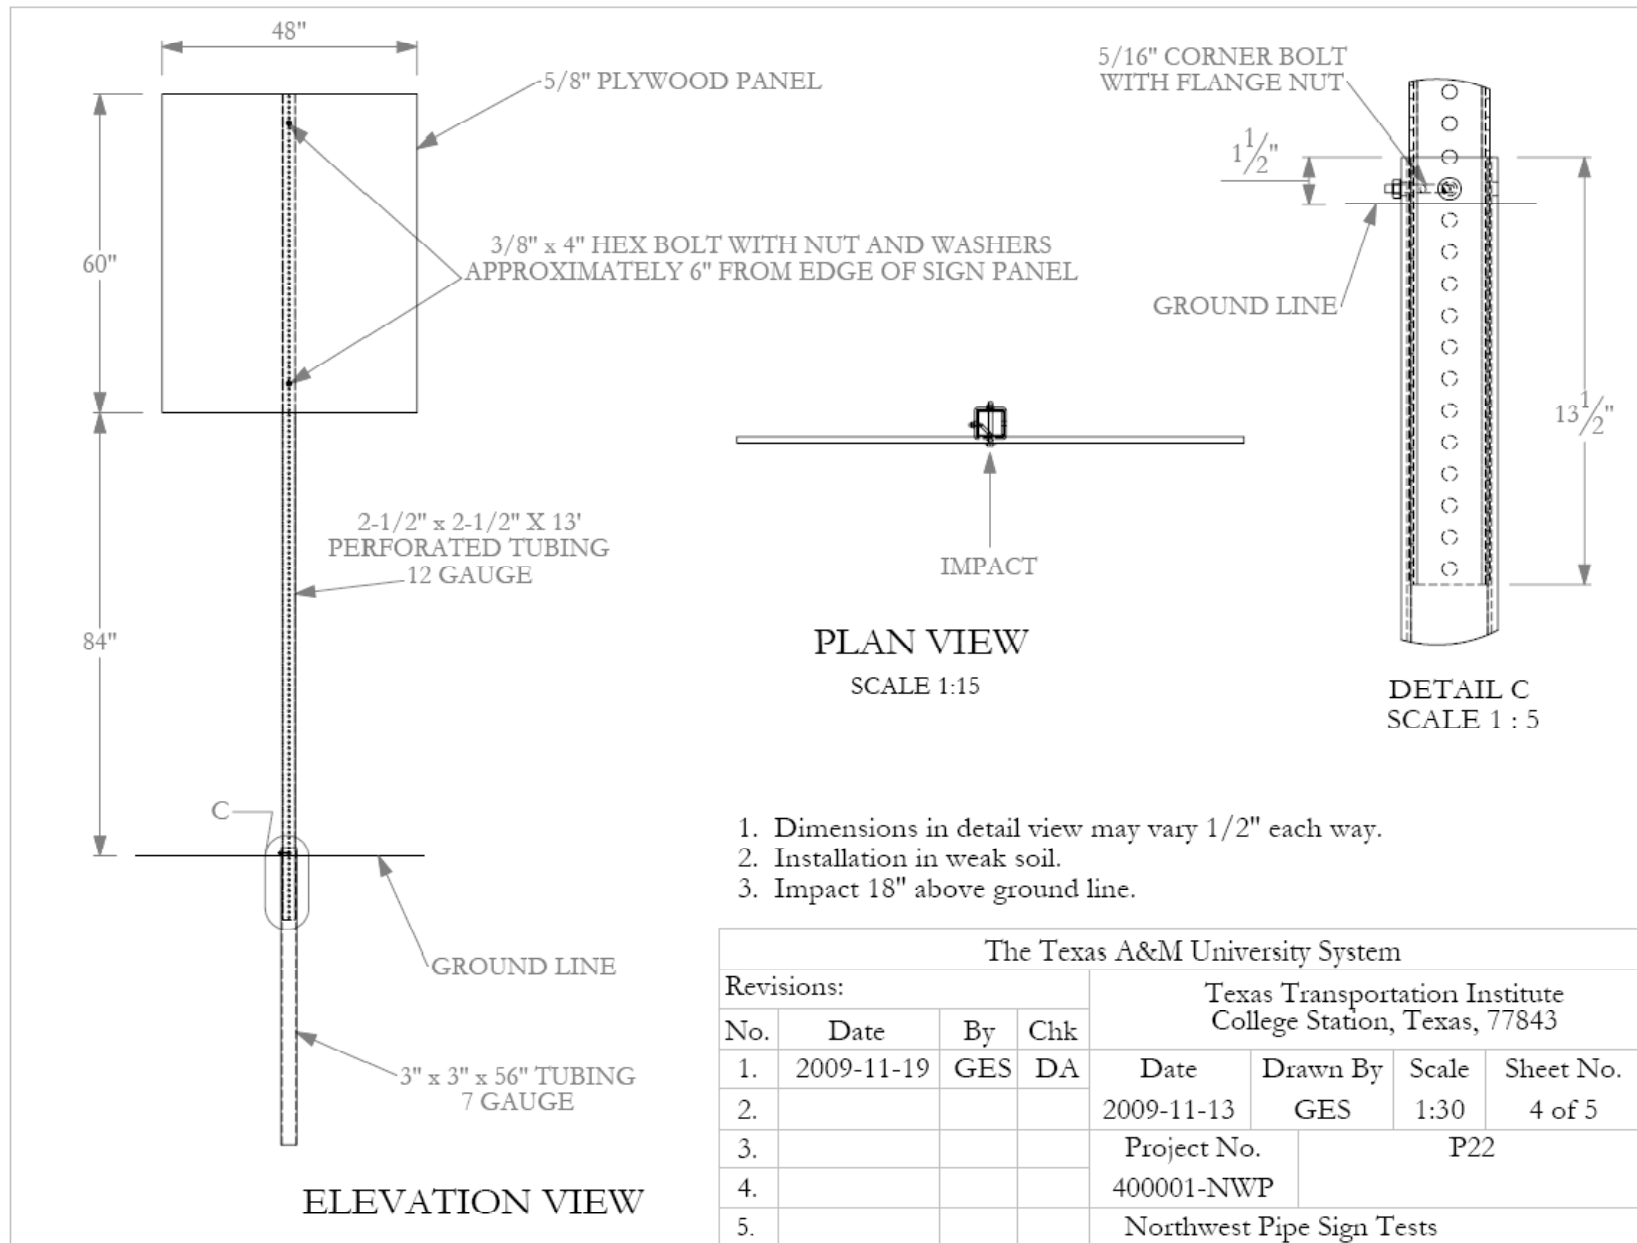 48"
5/8" PLYWOOD PANEL
60"
3/8" x 4" HEX BOLT WITH NUT AND WASHERS
APPROXIMATELY 6" FROM EDGE OF SIGN PANEL
2-1/2" x 2-1/2" X 13'
PERFORATED TUBING
12 GAUGE
84"
C
GROUND LINE
3" x 3" x 56" TUBING
7 GAUGE
ELEVATION VIEW
IMPACT
PLAN VIEW
SCALE 1:15
5/16" CORNER BOLT
WITH FLANGE NUT
1 1/2"
GROUND LINE
13 1/2"
DETAIL C
SCALE 1 : 5
1. Dimensions in detail view may vary 1/2" each way.
2. Installation in weak soil.
3. Impact 18" above ground line.
The Texas A&M University System
Revisions:
No. Date By Chk
1. 2009-11-19 GES DA
2.
3.
4.
5.
Texas Transportation Institute
College Station, Texas, 77843
Date Drawn By Scale Sheet No.
2009-11-13 GES 1:30 4 of 5
Project No. P22
400001-NWP
Northwest Pipe Sign Tests